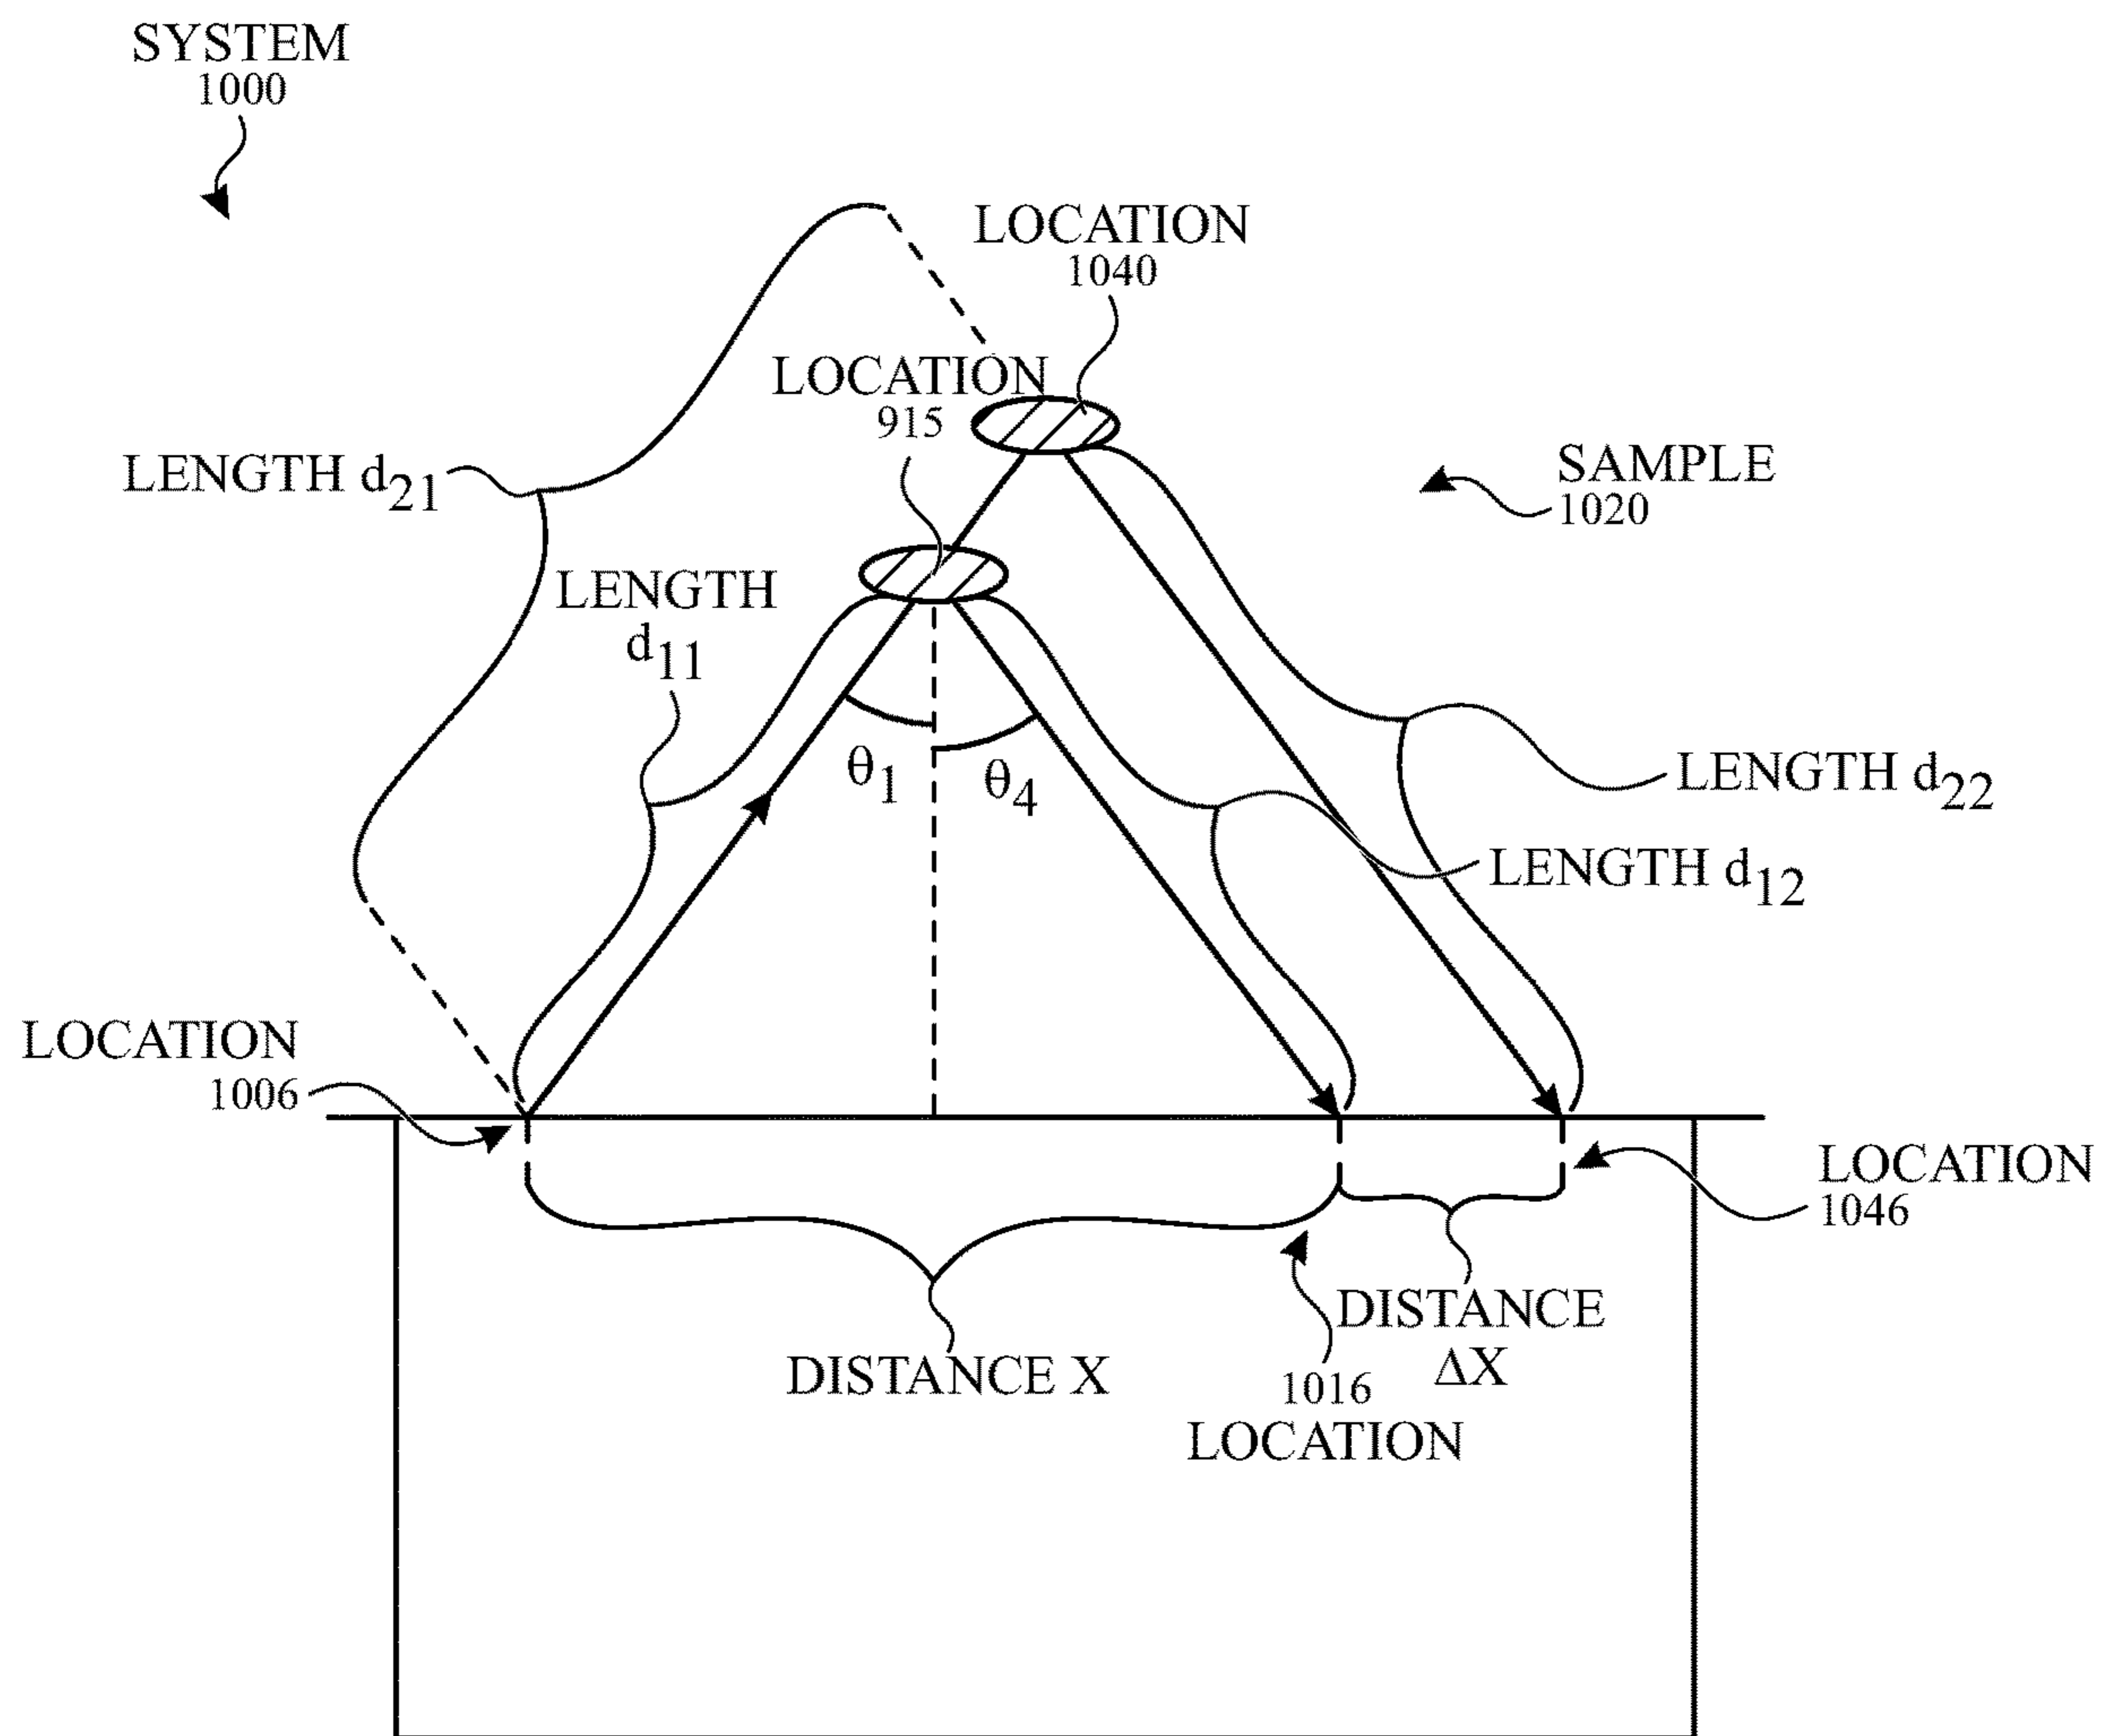 SYSTEM
1000
LOCATION
1040
LOCATION
915
LENGTH d21
SAMPLE
1020
LENGTH
d11
θ1
θ4
LENGTH d22
LENGTH d12
LOCATION
1006
LOCATION
1046
DISTANCE X
DISTANCE
ΔX
1016
LOCATION